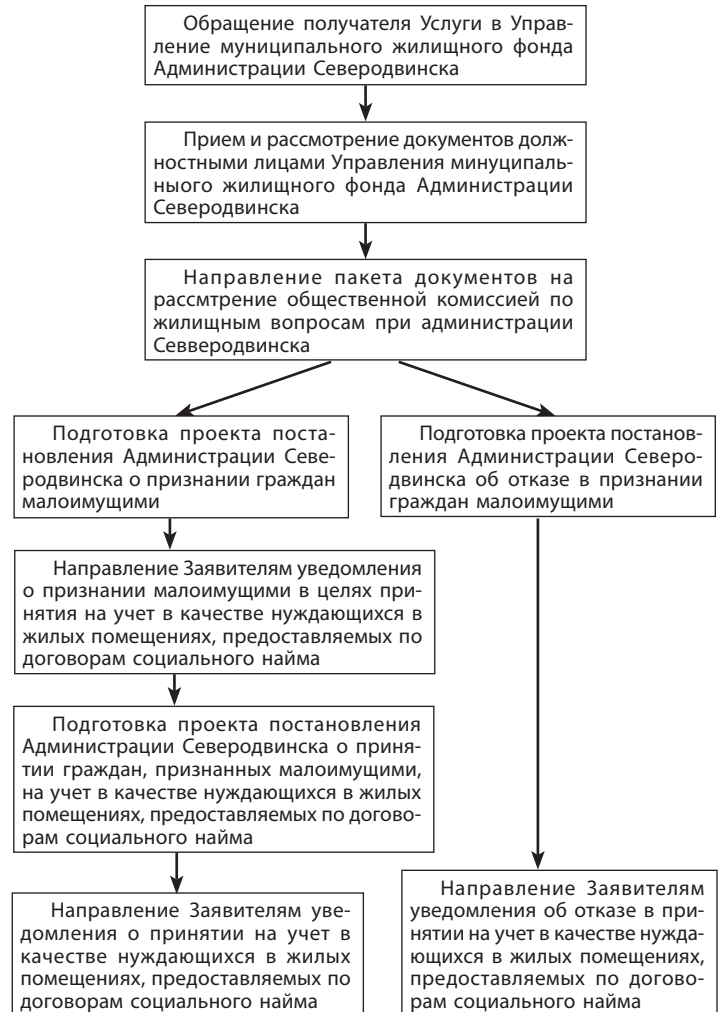 Обращение получателя Услуги в Управ-
ление муниципального жилищного фонда
Администрации Северодвинска
Прием и рассмотрение документов долж-
ностными лицами Управления минуципаль-
ныого жилищного фонда Администрации
Северодвинска
Направление пакета документов на
рассмтрение общественной комиссией по
жилищным вопросам при администрации
Севверодвинска
Подготовка проекта поста-
новления Администрации Севе-
родвинска о признании граждан
малоимущими
Подготовка проекта постанов-
ления Администрации Северо-
двинска об отказе в признании
граждан малоимущими
Направление Заявителям уведомления
о признании малоимущими в целях при-
нятия на учет в качестве нуждающихся в
жилых помещениях, предоставляемых по
договорам социального найма
Подготовка проекта постановления
Администрации Северодвинска о приня-
тии граждан, признанных малоимущими,
на учет в качестве нуждающихся в жилых
помещениях, предоставляемых по догово-
рам социального найма
Направление Заявителям уве-
домления о принятии на учет в
качестве нуждающихся в жилых
помещениях, предоставляемых по
договорам социального найма
Направление Заявителям
уведомления об отказе в при-
нятии на учет в качестве нужда-
ющихся в жилых помещениях,
предоставляемых по догово-
рам социального найма